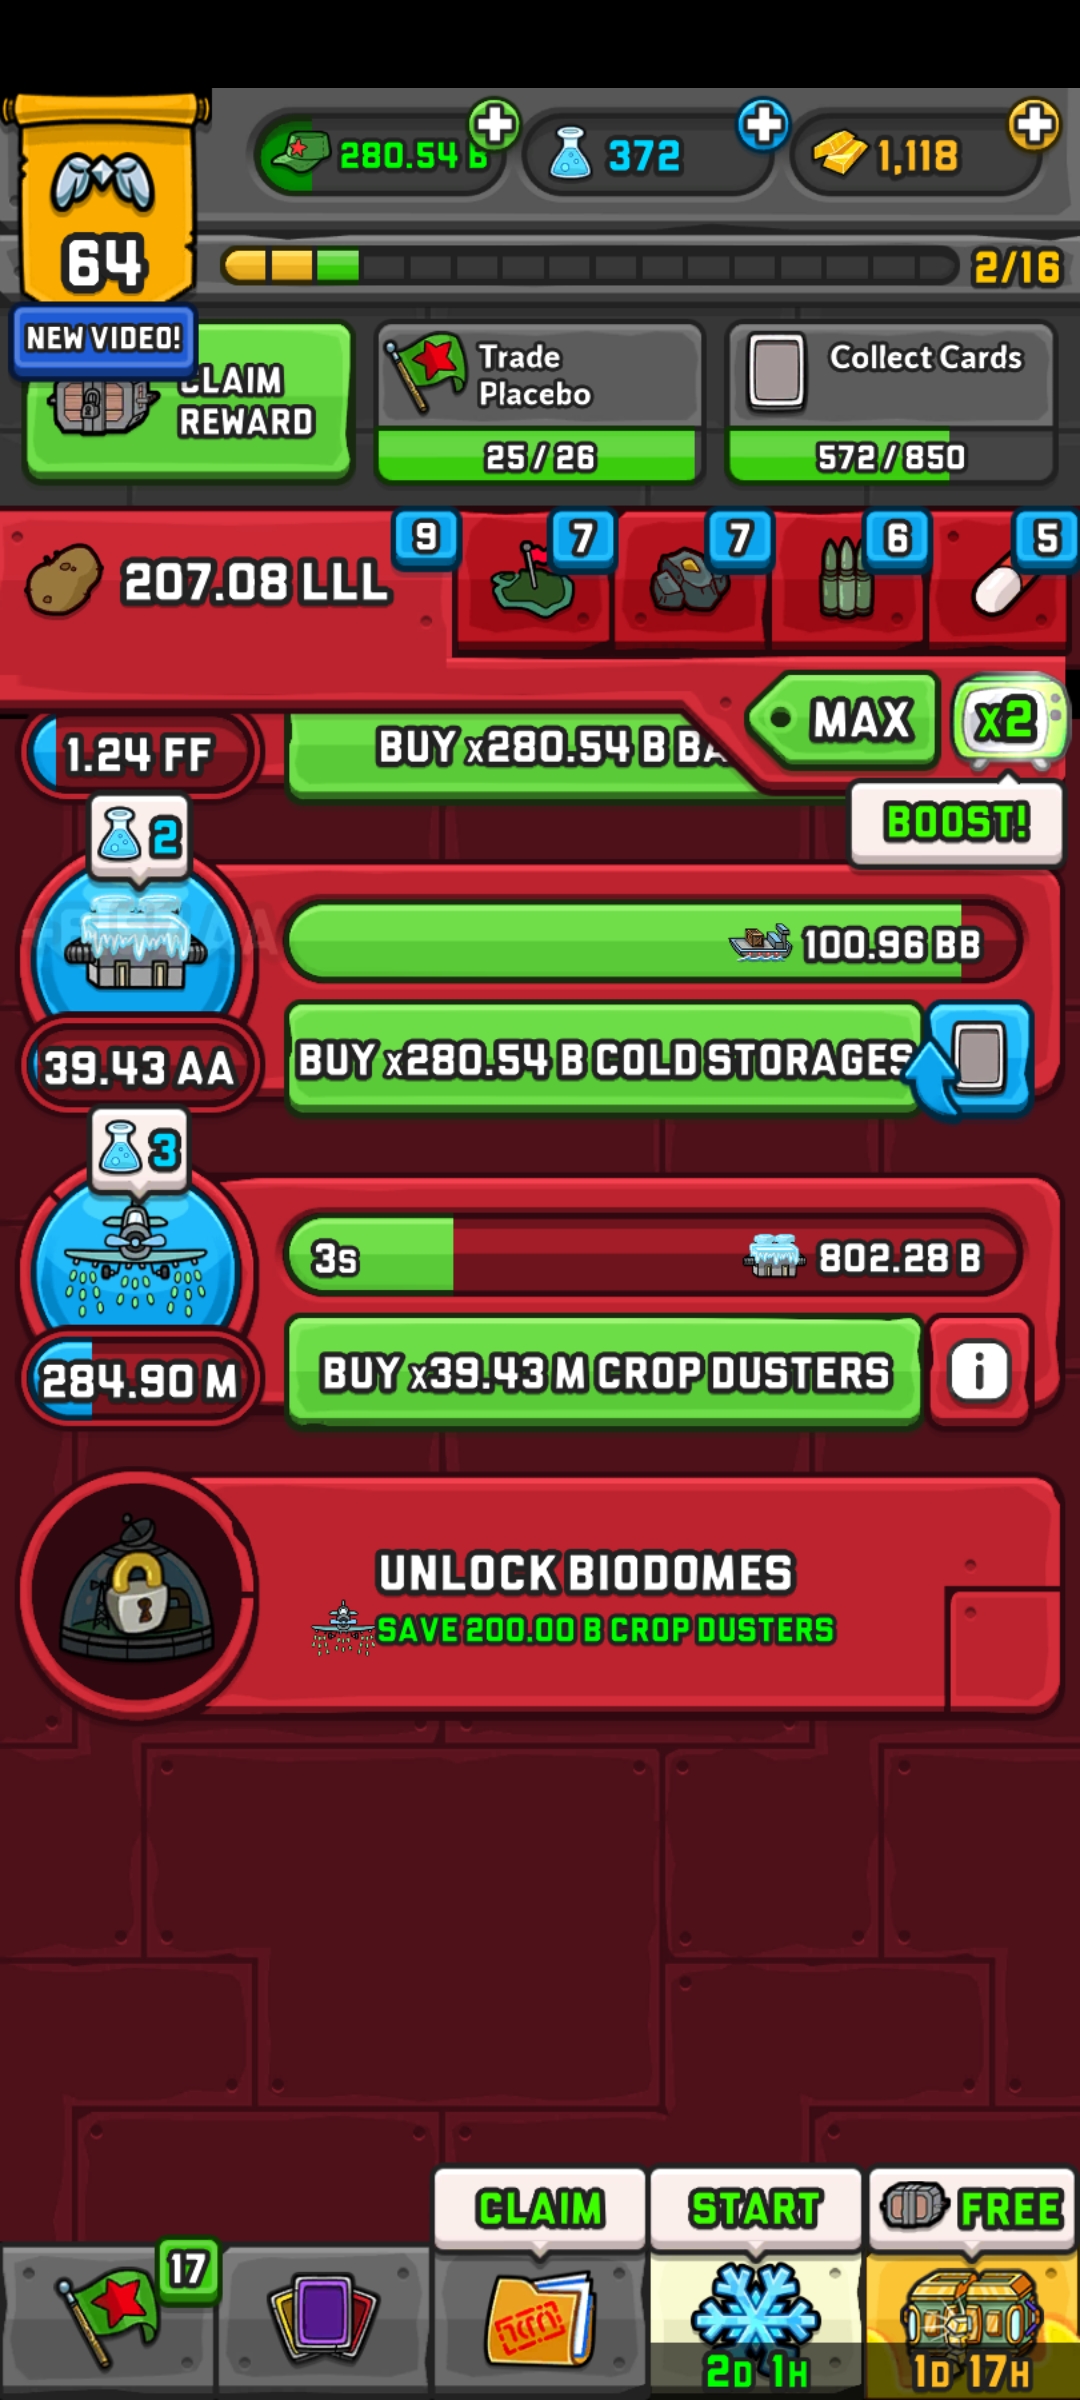 280.54 B
372
1,118
64
2/16
NEW VIDEO!
CLAIM
REWARD
Trade
Placebo
25 / 26
Collect Cards
572 / 850
207.08 LLL
9
7
7
6
5
MAX
x2
BOOST!
1.24 FF
BUY x280.54 B BA
2
100.96 BB
39.43 AA
BUY x280.54 B COLD STORAGES
3
3s
802.28 B
284.90 M
BUY x39.43 M CROP DUSTERS
i
UNLOCK BIODOMES
SAVE 200.00 B CROP DUSTERS
CLAIM
START
FREE
17
2D 1H
1D 17H